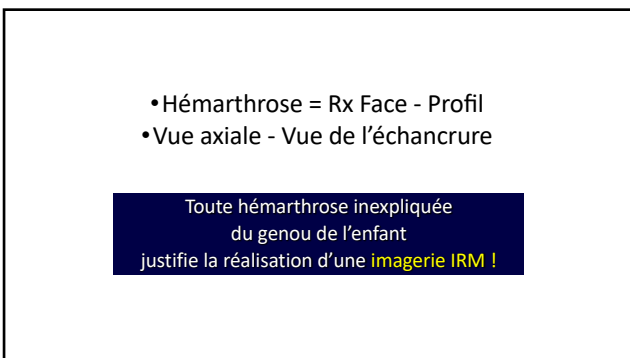 •Hémarthrose = Rx Face - Profil
•Vue axiale - Vue de l’échancrure
Toute hémarthrose inexpliquée
du genou de l’enfant
justifie la réalisation d’une imagerie IRM !